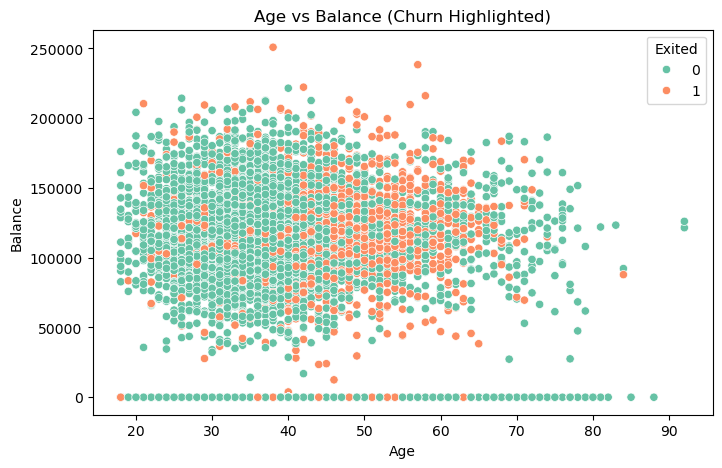 Age vs Balance (Churn Highlighted)
Exited
0
1
250000
200000
150000
100000
50000
0
Balance
20 30 40 50 60 70 80 90
Age